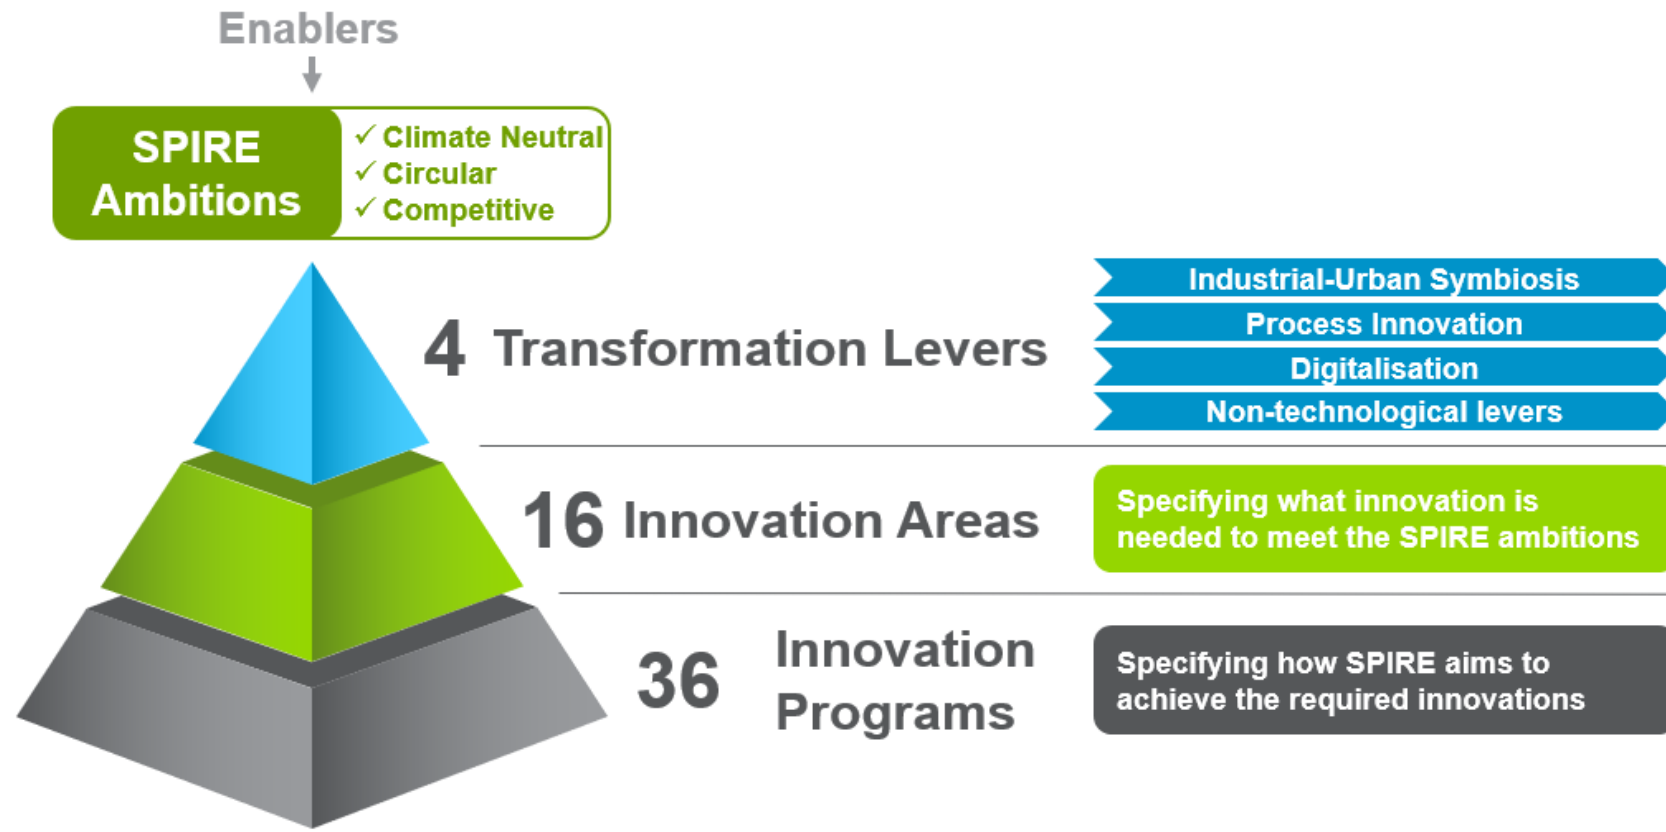 Enablers
SPIRE
Ambitions
✓ Climate Neutral
✓ Circular
✓ Competitive
4 Transformation Levers
Industrial-Urban Symbiosis
Process Innovation
Digitalisation
Non-technological levers
16 Innovation Areas
Specifying what innovation is
needed to meet the SPIRE ambitions
36 Innovation
Programs
Specifying how SPIRE aims to
achieve the required innovations